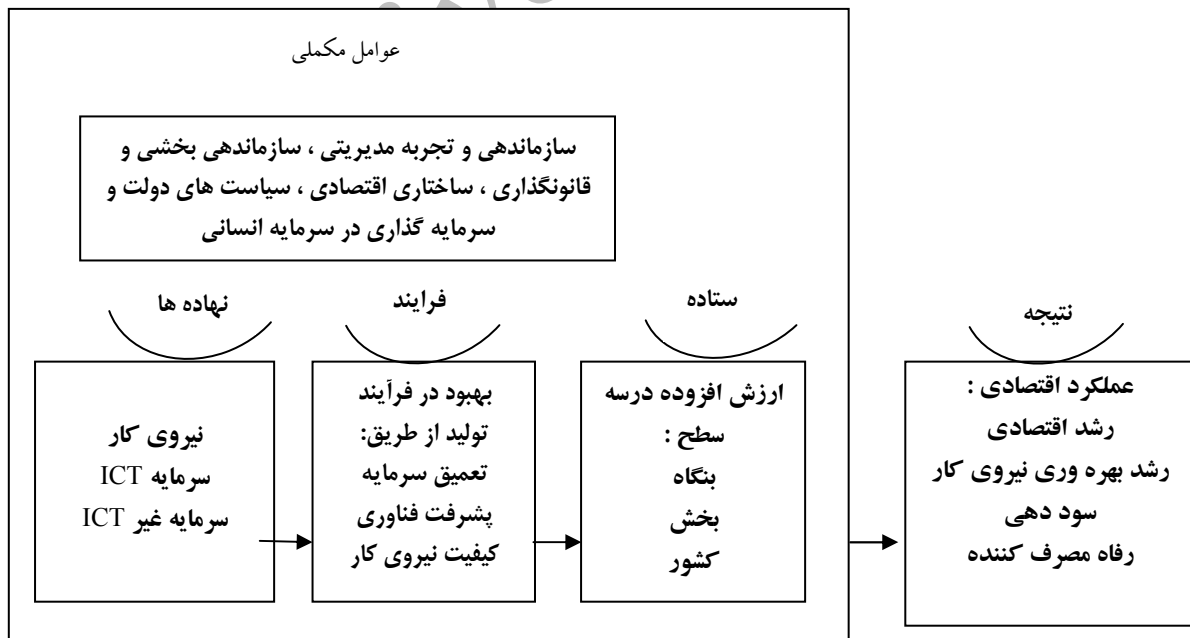 عوامل مکملی
سازماندهی و تجربه مدیریتی ، سازماندهی بخشی و
قانونگذاری ، ساختاری اقتصادی ، سیاست های دولت و
سرمایه گذاری در سرمایه انسانی
نهاده ها
نیروی کار
سرمایه ICT
سرمایه غیر ICT
فرایند
بهبود در فرآیند
تولید از طریق:
تعمیق سرمایه
پشرفت فناوری
کیفیت نیروی کار
ستاده
ارزش افزوده درسه
سطح :
بنگاه
بخش
کشور
نتیجه
عملکرد اقتصادی :
رشد اقتصادی
رشد بهره وری نیروی کار
سود دهی
رفاه مصرف کننده